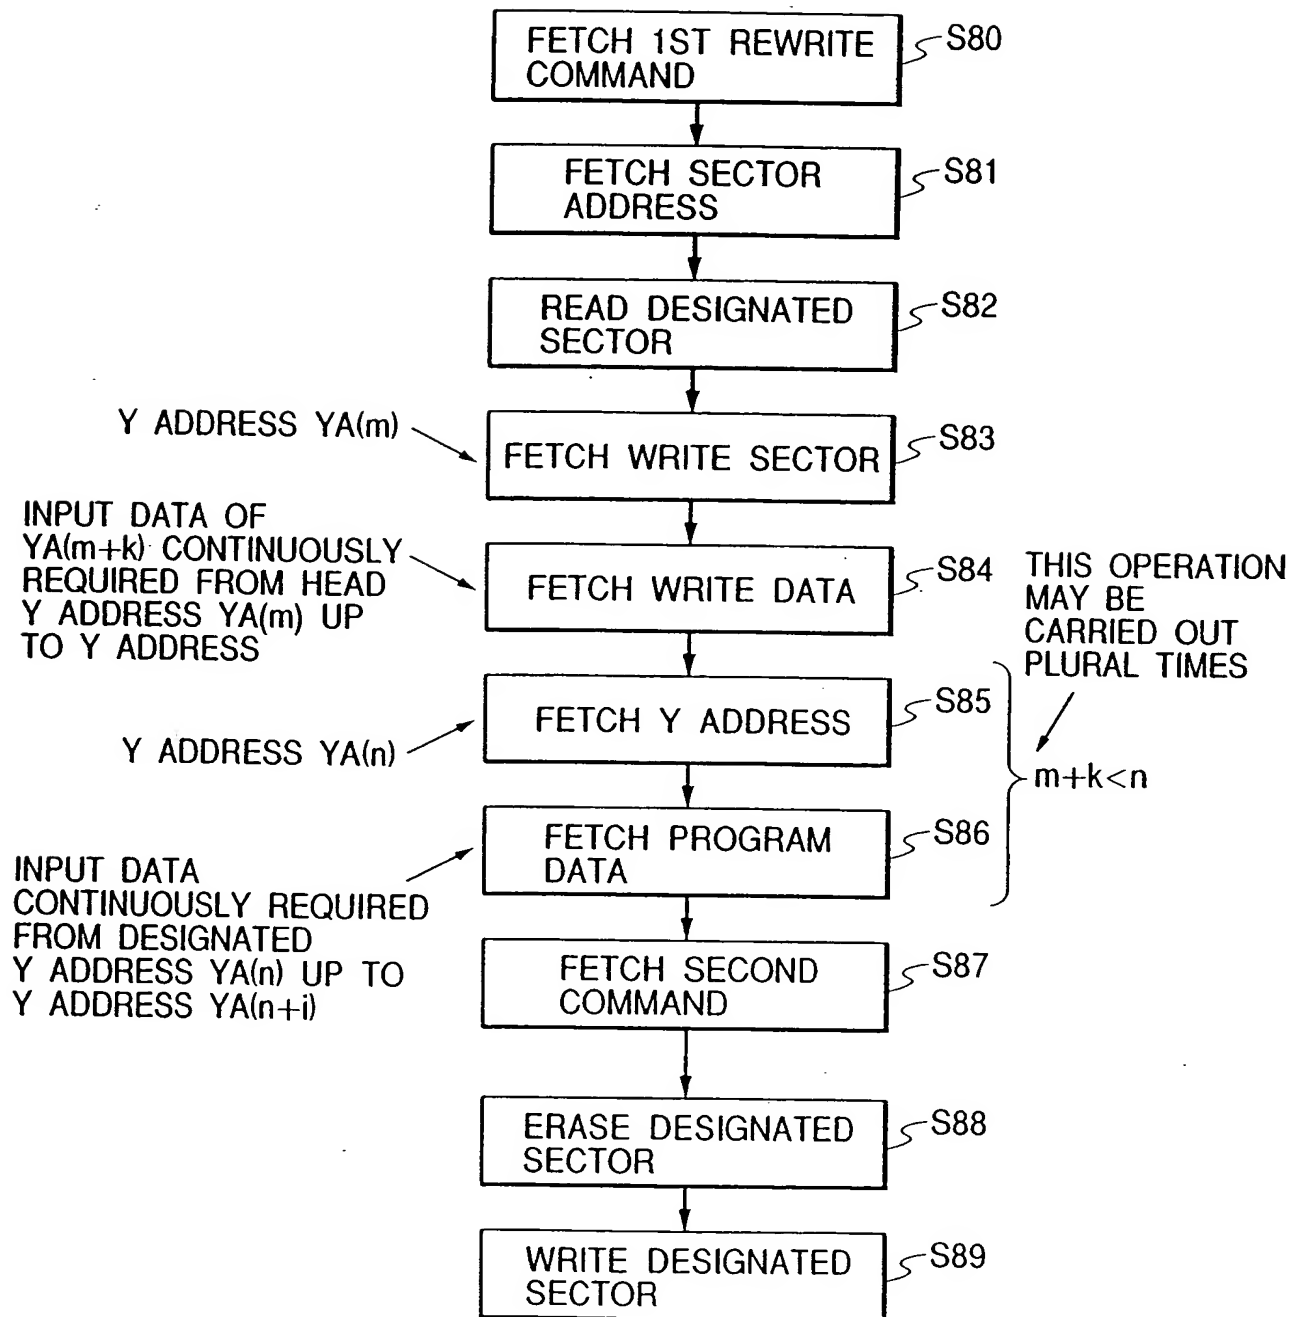 FETCH 1ST REWRITE
COMMAND
S80
FETCH SECTOR
ADDRESS
S81
READ DESIGNATED
SECTOR
S82
Y ADDRESS YA(m)
FETCH WRITE SECTOR
S83
INPUT DATA OF
YA(m+k) CONTINUOUSLY
REQUIRED FROM HEAD
Y ADDRESS YA(m) UP
TO Y ADDRESS
FETCH WRITE DATA
S84
THIS OPERATION
MAY BE
CARRIED OUT
PLURAL TIMES
Y ADDRESS YA(n)
FETCH Y ADDRESS
S85
m+k<n
FETCH PROGRAM
DATA
S86
INPUT DATA
CONTINUOUSLY REQUIRED
FROM DESIGNATED
Y ADDRESS YA(n) UP TO
Y ADDRESS YA(n+i)
FETCH SECOND
COMMAND
S87
ERASE DESIGNATED
SECTOR
S88
WRITE DESIGNATED
SECTOR
S89